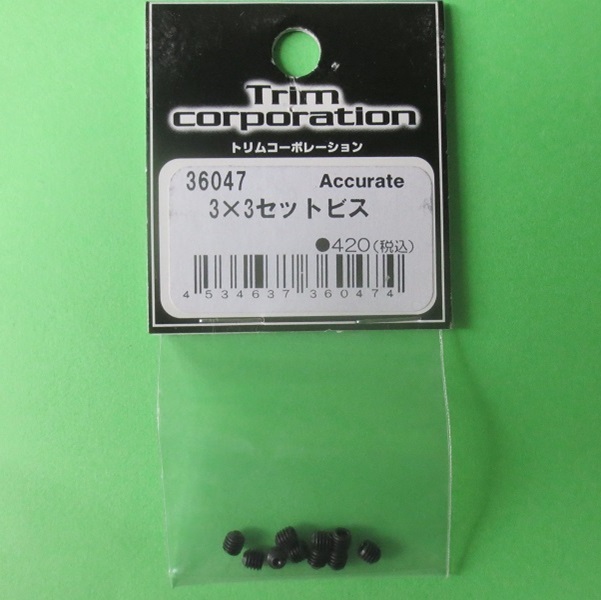 Trim
corporation
トリムコーポレーション
36047 Accurate
3×3セットビス
●420(税込)
4 534637 360474